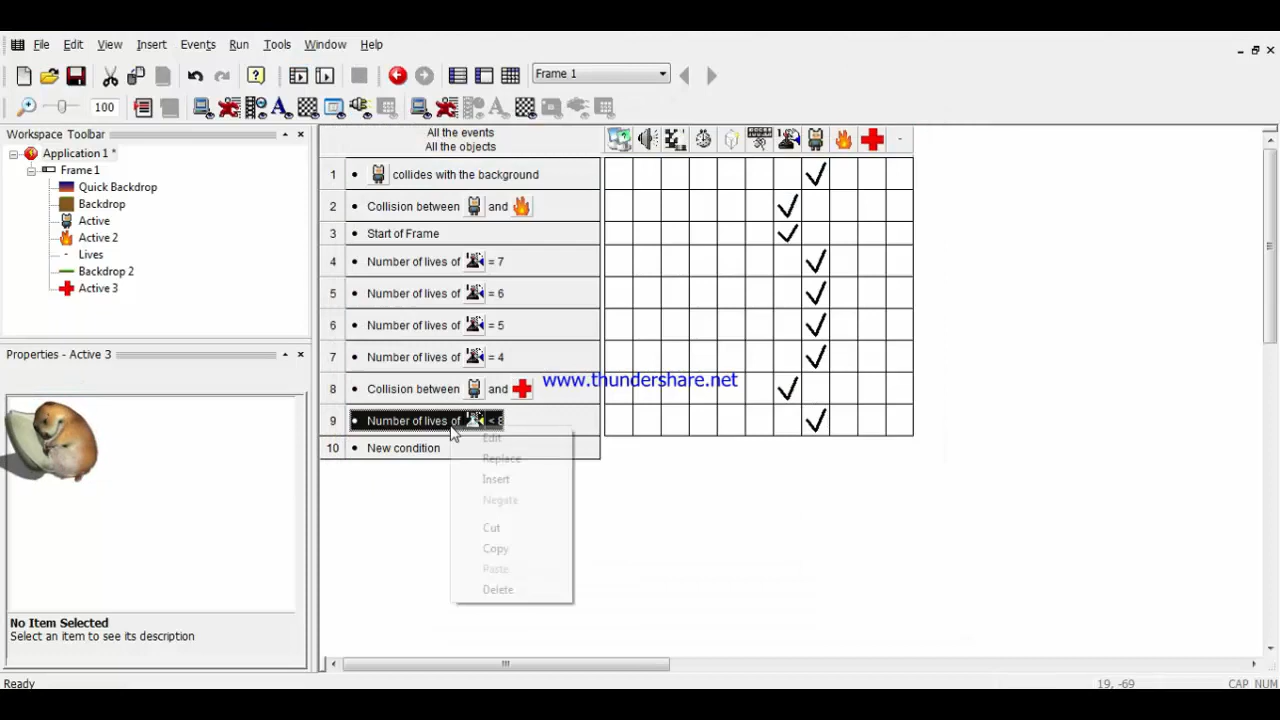 File Edit View Insert Events Run Tools Window Help
Frame 1
100
Workspace Toolbar
Application 1 *
Frame 1
Quick Backdrop
Backdrop
Active
Active 2
Lives
Backdrop 2
Active 3
Properties - Active 3
No Item Selected
Select an item to see its description
All the events
All the objects
1 • collides with the background
2 • Collision between and
3 • Start of Frame
4 • Number of lives of = 7
5 • Number of lives of = 6
6 • Number of lives of = 5
7 • Number of lives of = 4
8 • Collision between and
www.thundershare.net
9 • Number of lives of < 8
10 • New condition
Edit
Replace
Insert
Negate
Cut
Copy
Paste
Delete
Ready
19, -69
CAP NUM